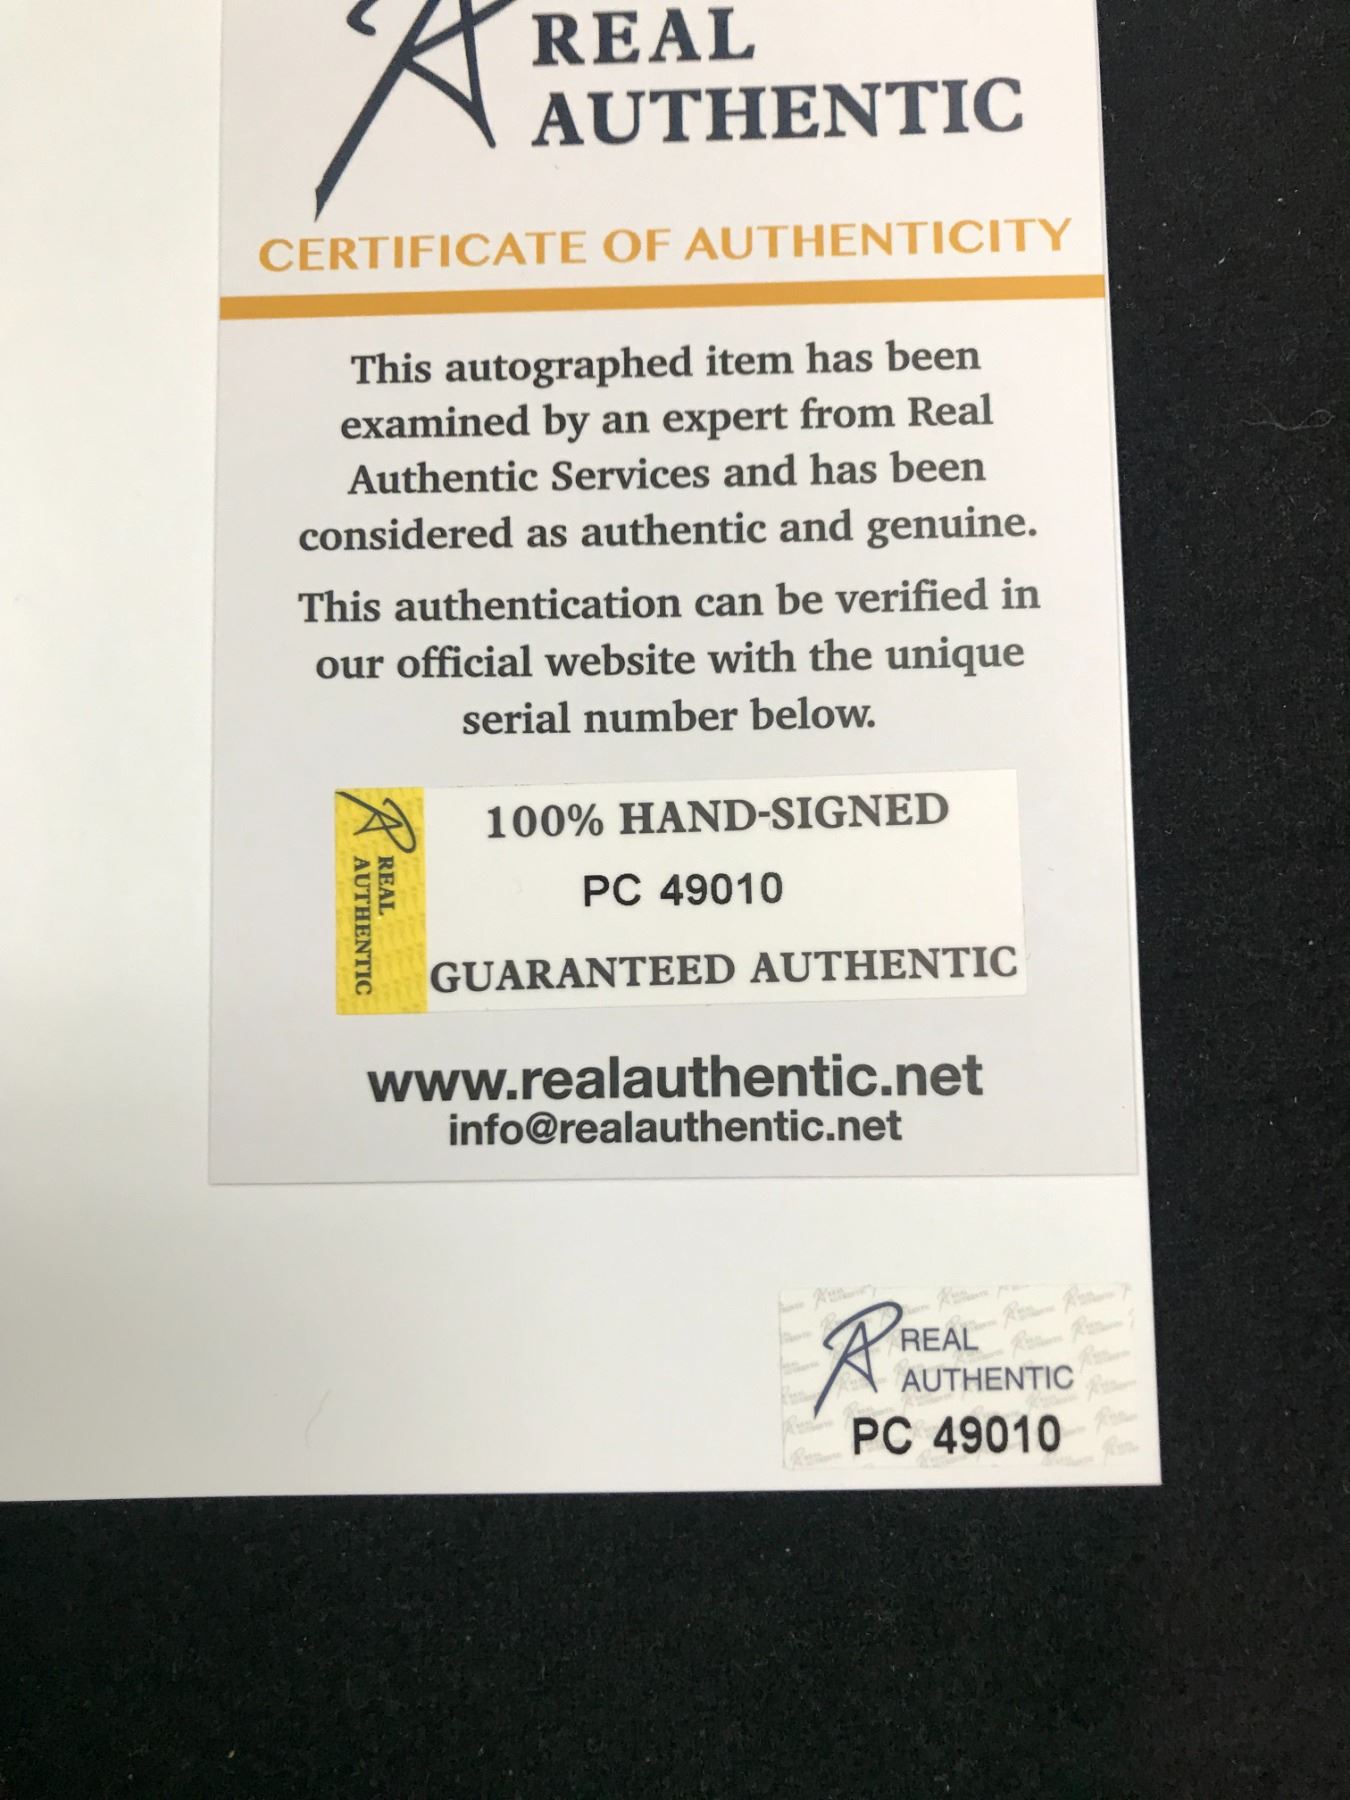 REAL
AUTHENTIC
CERTIFICATE OF AUTHENTICITY
This autographed item has been
examined by an expert from Real
Authentic Services and has been
considered as authentic and genuine.
This authentication can be verified in
our official website with the unique
serial number below.
REAL
AUTHENTIC
100% HAND-SIGNED
PC 49010
GUARANTEED AUTHENTIC
www.realauthentic.net
info@realauthentic.net
REAL
AUTHENTIC
PC 49010